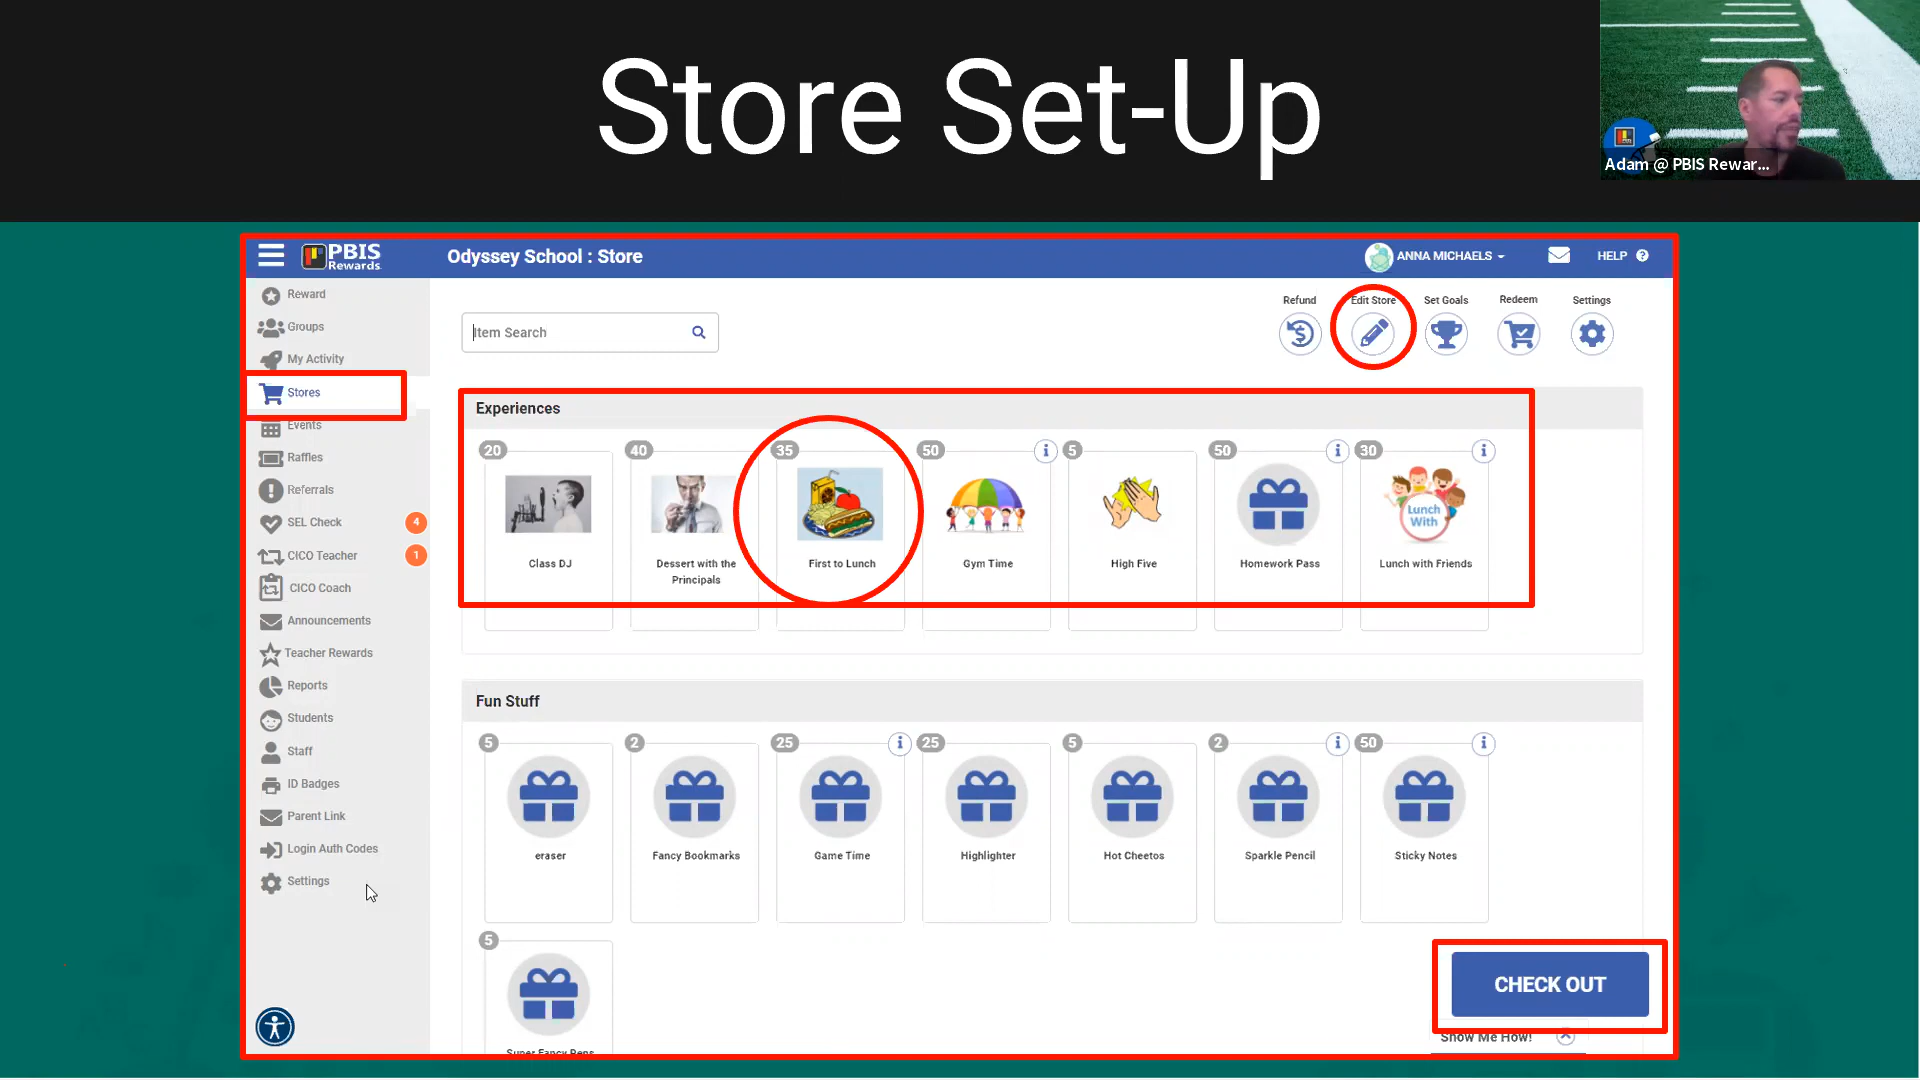 Store Set-Up
Adam @ PBIS Rewar...
PBIS
Rewards
Odyssey School : Store
ANNA MICHAELS
HELP
Reward
Groups
My Activity
Stores
Events
Raffles
Referrals
SEL Check
4
CICO Teacher
1
CICO Coach
Announcements
Teacher Rewards
Reports
Students
Staff
ID Badges
Parent Link
Login Auth Codes
Settings
Item Search
Refund
Edit Store
Set Goals
Redeem
Settings
Experiences
20
40
35
50
5
50
30
Lunch
With
Class DJ
Dessert with the
Principals
First to Lunch
Gym Time
High Five
Homework Pass
Lunch with Friends
Fun Stuff
5
2
25
25
5
2
50
eraser
Fancy Bookmarks
Game Time
Highlighter
Hot Cheetos
Sparkle Pencil
Sticky Notes
5
Super Fancy Pens
CHECK OUT
Show Me How!